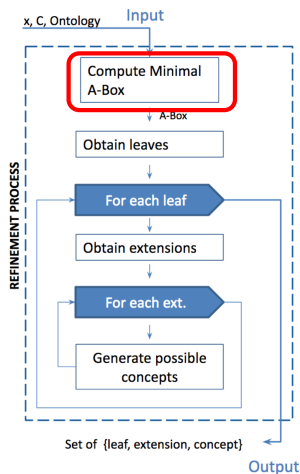 Input
x, C, Ontology
Compute Minimal
A-Box
A-Box
Obtain leaves
For each leaf
Obtain extensions
For each ext.
Generate possible
concepts
REFINEMENT PROCESS
Set of {leaf, extension, concept}
Output